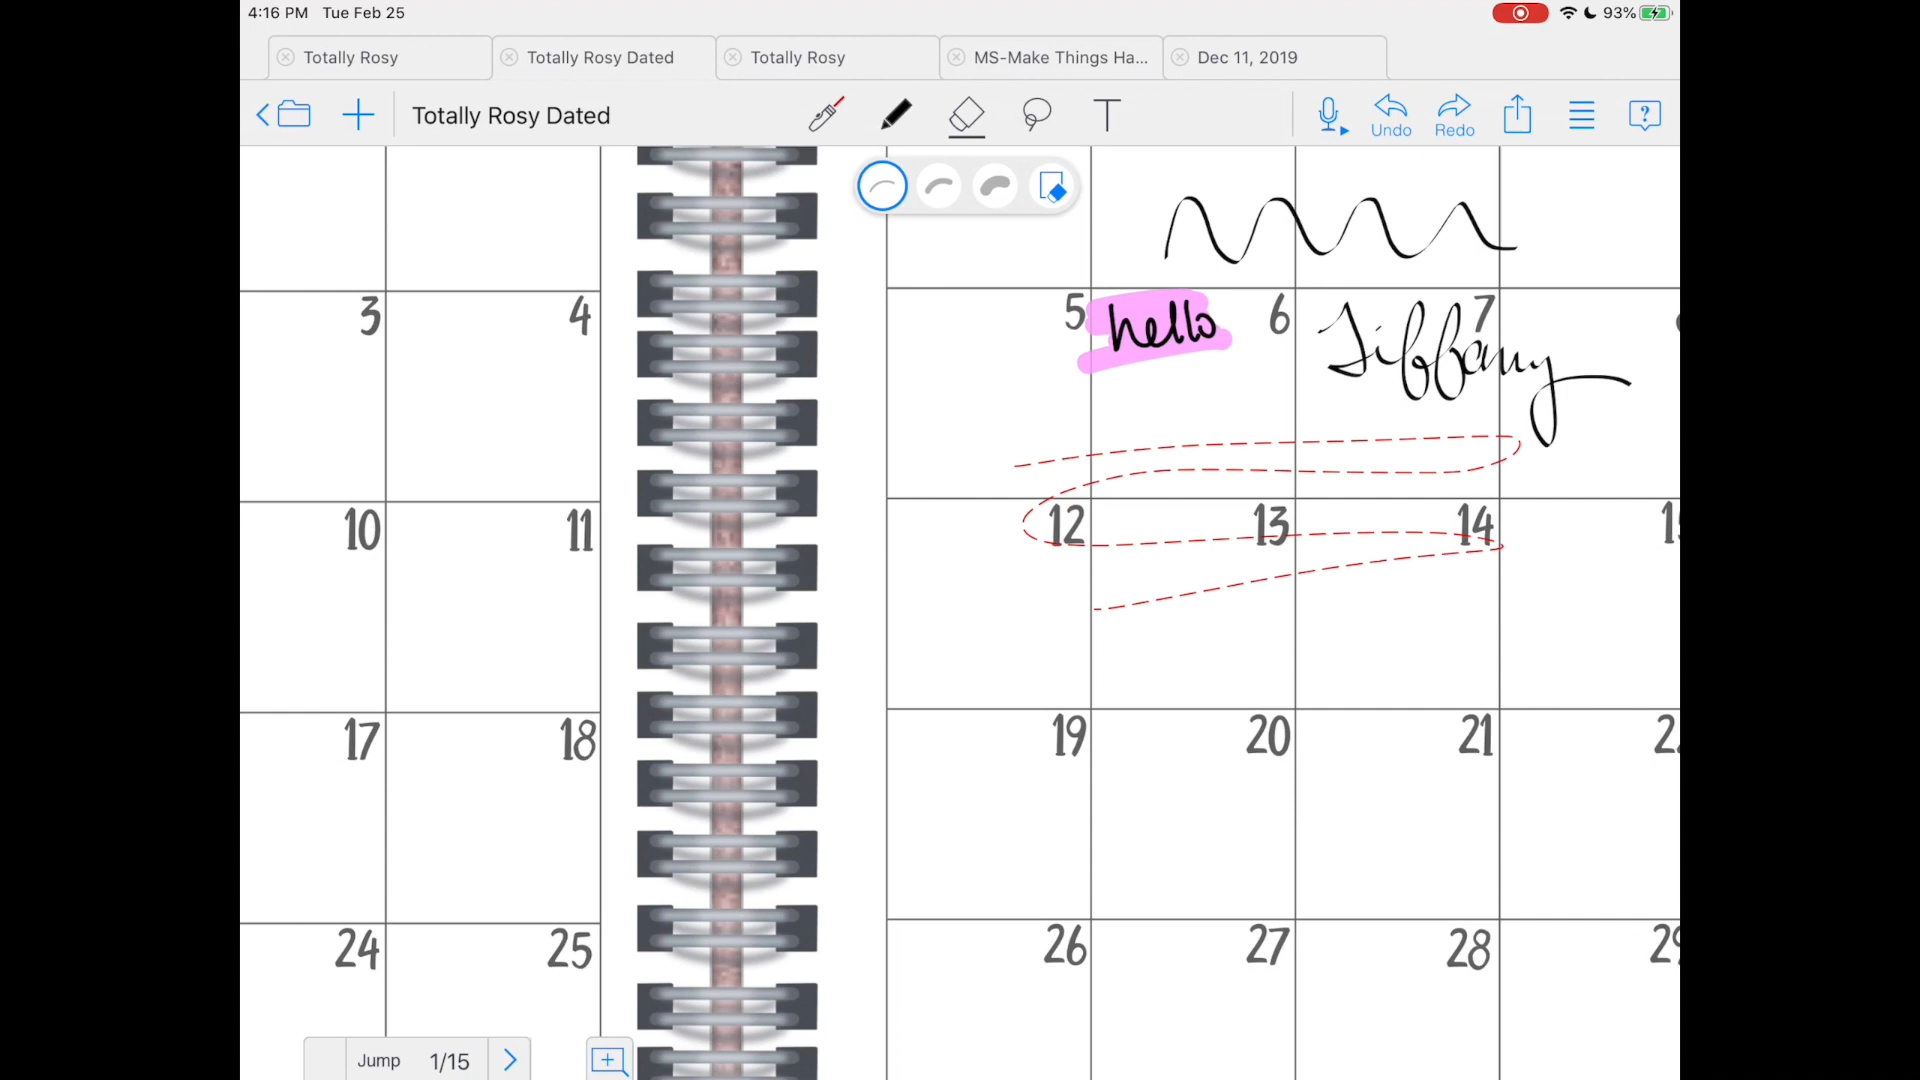 4:16 PM Tue Feb 25 93%
Totally Rosy Totally Rosy Dated Totally Rosy MS-Make Things Ha... Dec 11, 2019
Totally Rosy Dated T Undo Redo ?
3 4 5 hello 6 Tiffany 7
10 11 12 13 14
17 18 19 20 21
24 25 26 27 28
Jump 1/15